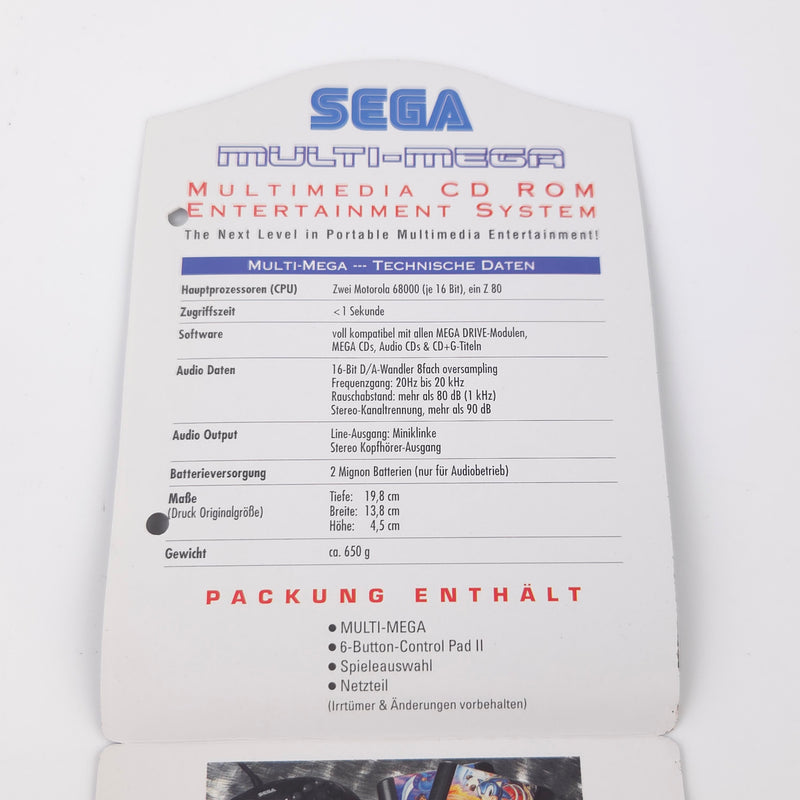 SEGA
MULTI-MEGA
MULTIMEDIA CD ROM
ENTERTAINMENT SYSTEM
The Next Level in Portable Multimedia Entertainment!
MULTI-MEGA --- TECHNISCHE DATEN
Hauptprozessoren (CPU) Zwei Motorola 68000 (je 16 Bit), ein Z 80
Zugriffszeit < 1 Sekunde
Software voll kompatibel mit allen MEGA DRIVE-Modulen,
MEGA CDs, Audio CDs & CD+G-Titeln
Audio Daten 16-Bit D/A-Wandler 8fach oversampling
Frequenzgang: 20Hz bis 20 kHz
Rauschabstand: mehr als 80 dB (1 kHz)
Stereo-Kanaltrennung, mehr als 90 dB
Audio Output Line-Ausgang: Miniklinke
Stereo Kopfhörer-Ausgang
Batterieversorgung 2 Mignon Batterien (nur für Audiobetrieb)
Maße Tiefe: 19,8 cm
(Druck Originalgröße) Breite: 13,8 cm
Höhe: 4,5 cm
Gewicht ca. 650 g
PACKUNG ENTHÄLT
• MULTI-MEGA
• 6-Button-Control Pad II
• Spieleauswahl
• Netzteil
(Irrtümer & Änderungen vorbehalten)
SEGA